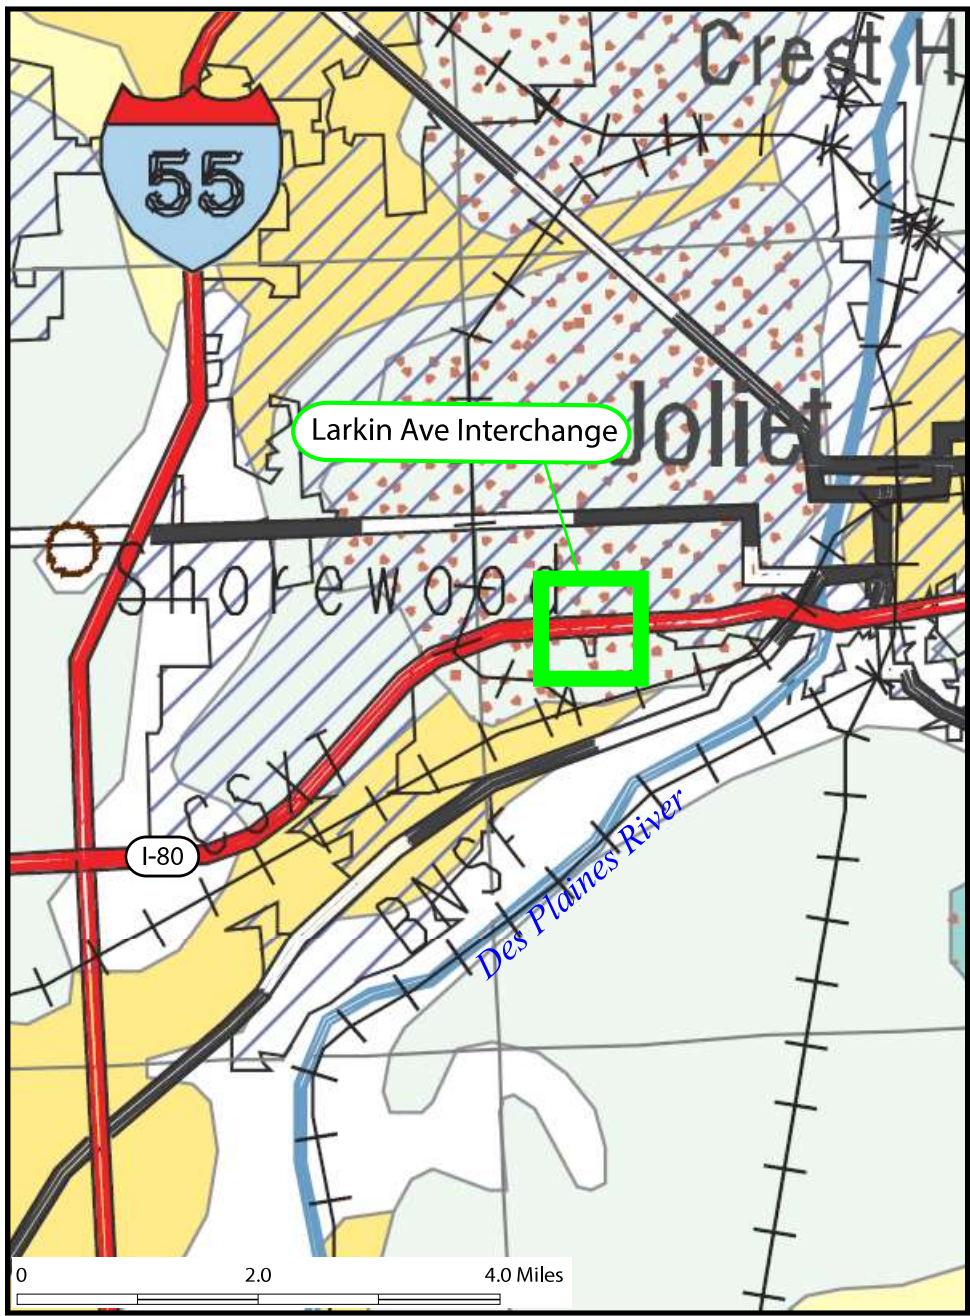 Crest H
55
Joliet
Larkin Ave Interchange
Shorewood
CSXT
I-80
BNSF
Des Plaines River
0 2.0 4.0 Miles